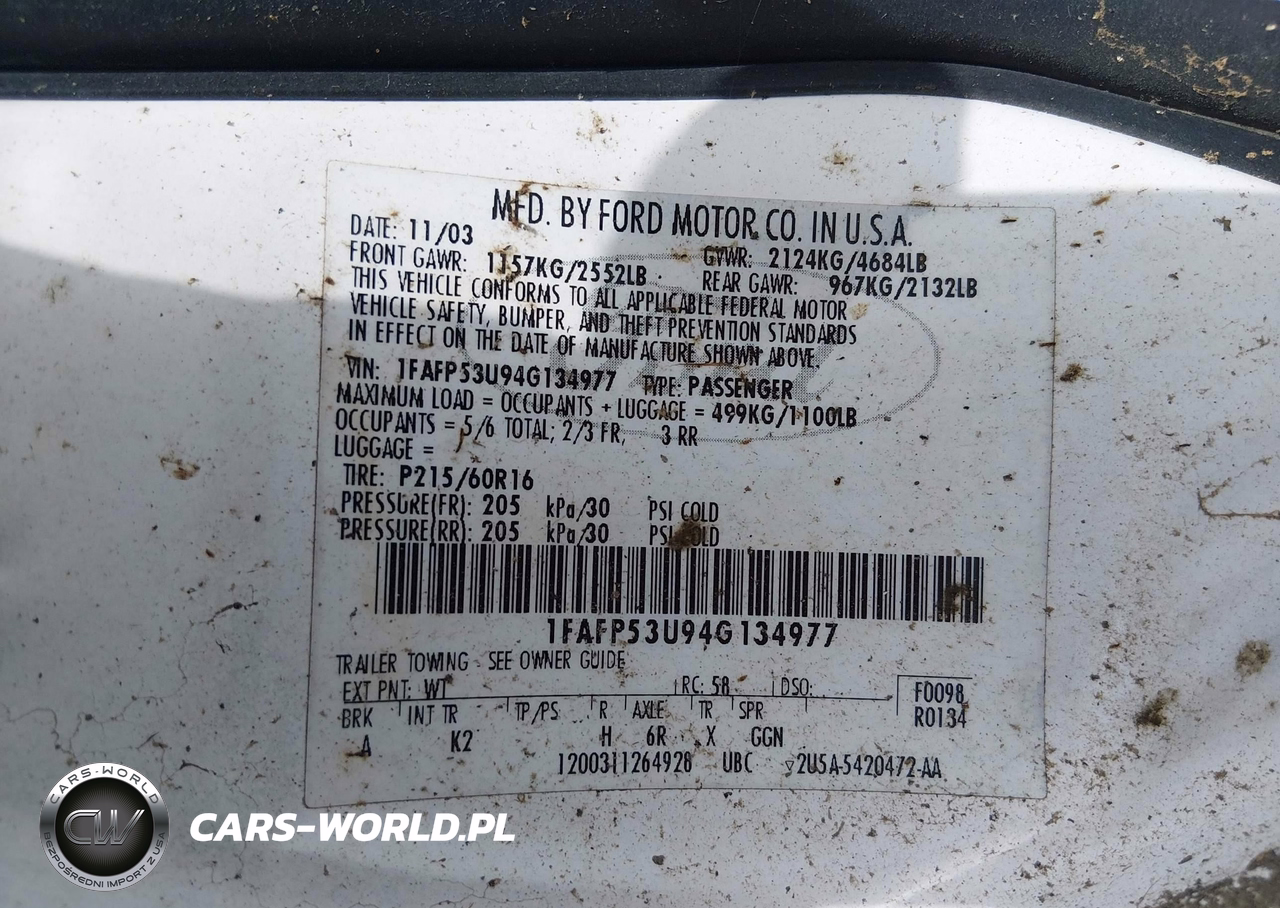 MFD. BY FORD MOTOR CO. IN U.S.A.
DATE: 11/03 GVWR: 2124KG/4684LB
FRONT GAWR: 1157KG/2552LB REAR GAWR: 967KG/2132LB
THIS VEHICLE CONFORMS TO ALL APPLICABLE FEDERAL MOTOR
VEHICLE SAFETY, BUMPER, AND THEFT PREVENTION STANDARDS
IN EFFECT ON THE DATE OF MANUFACTURE SHOWN ABOVE.
VIN: 1FAFP53U94G134977 TYPE: PASSENGER
MAXIMUM LOAD = OCCUPANTS + LUGGAGE = 499KG/1100LB
OCCUPANTS = 5/6 TOTAL; 2/3 FR, 3 RR
LUGGAGE =
TIRE: P215/60R16
PRESSURE(FR): 205 kPa/30 PSI COLD
PRESSURE(RR): 205 kPa/30 PSI COLD
1FAFP53U94G134977
TRAILER TOWING - SEE OWNER GUIDE
EXT PNT: WT RC: 58 DSO: F0098
BRK INT TR TP/PS R AXLE TR SPR R0134
A K2 H 6R X GGN
1200311264928 UBC 2U5A-5420472-AA
CARS-WORLD
CW
BEZPOŚREDNI IMPORT Z USA
CARS-WORLD.PL